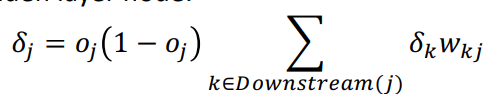 δⱼ = oⱼ(1 − oⱼ) ∑ δₖwₖⱼ
k∈Downstream(j)